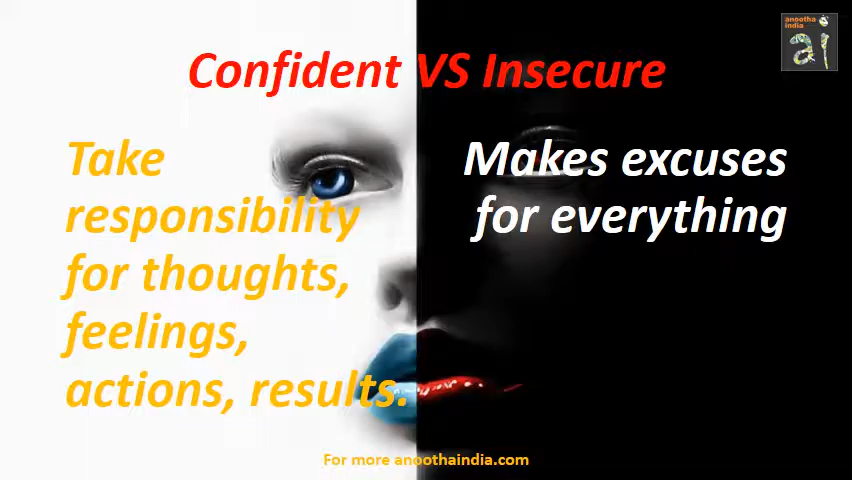 anootha
india
ai
Confident VS Insecure
Take
responsibility
for thoughts,
feelings,
actions, results.
Makes excuses
for everything
For more anoothaindia.com